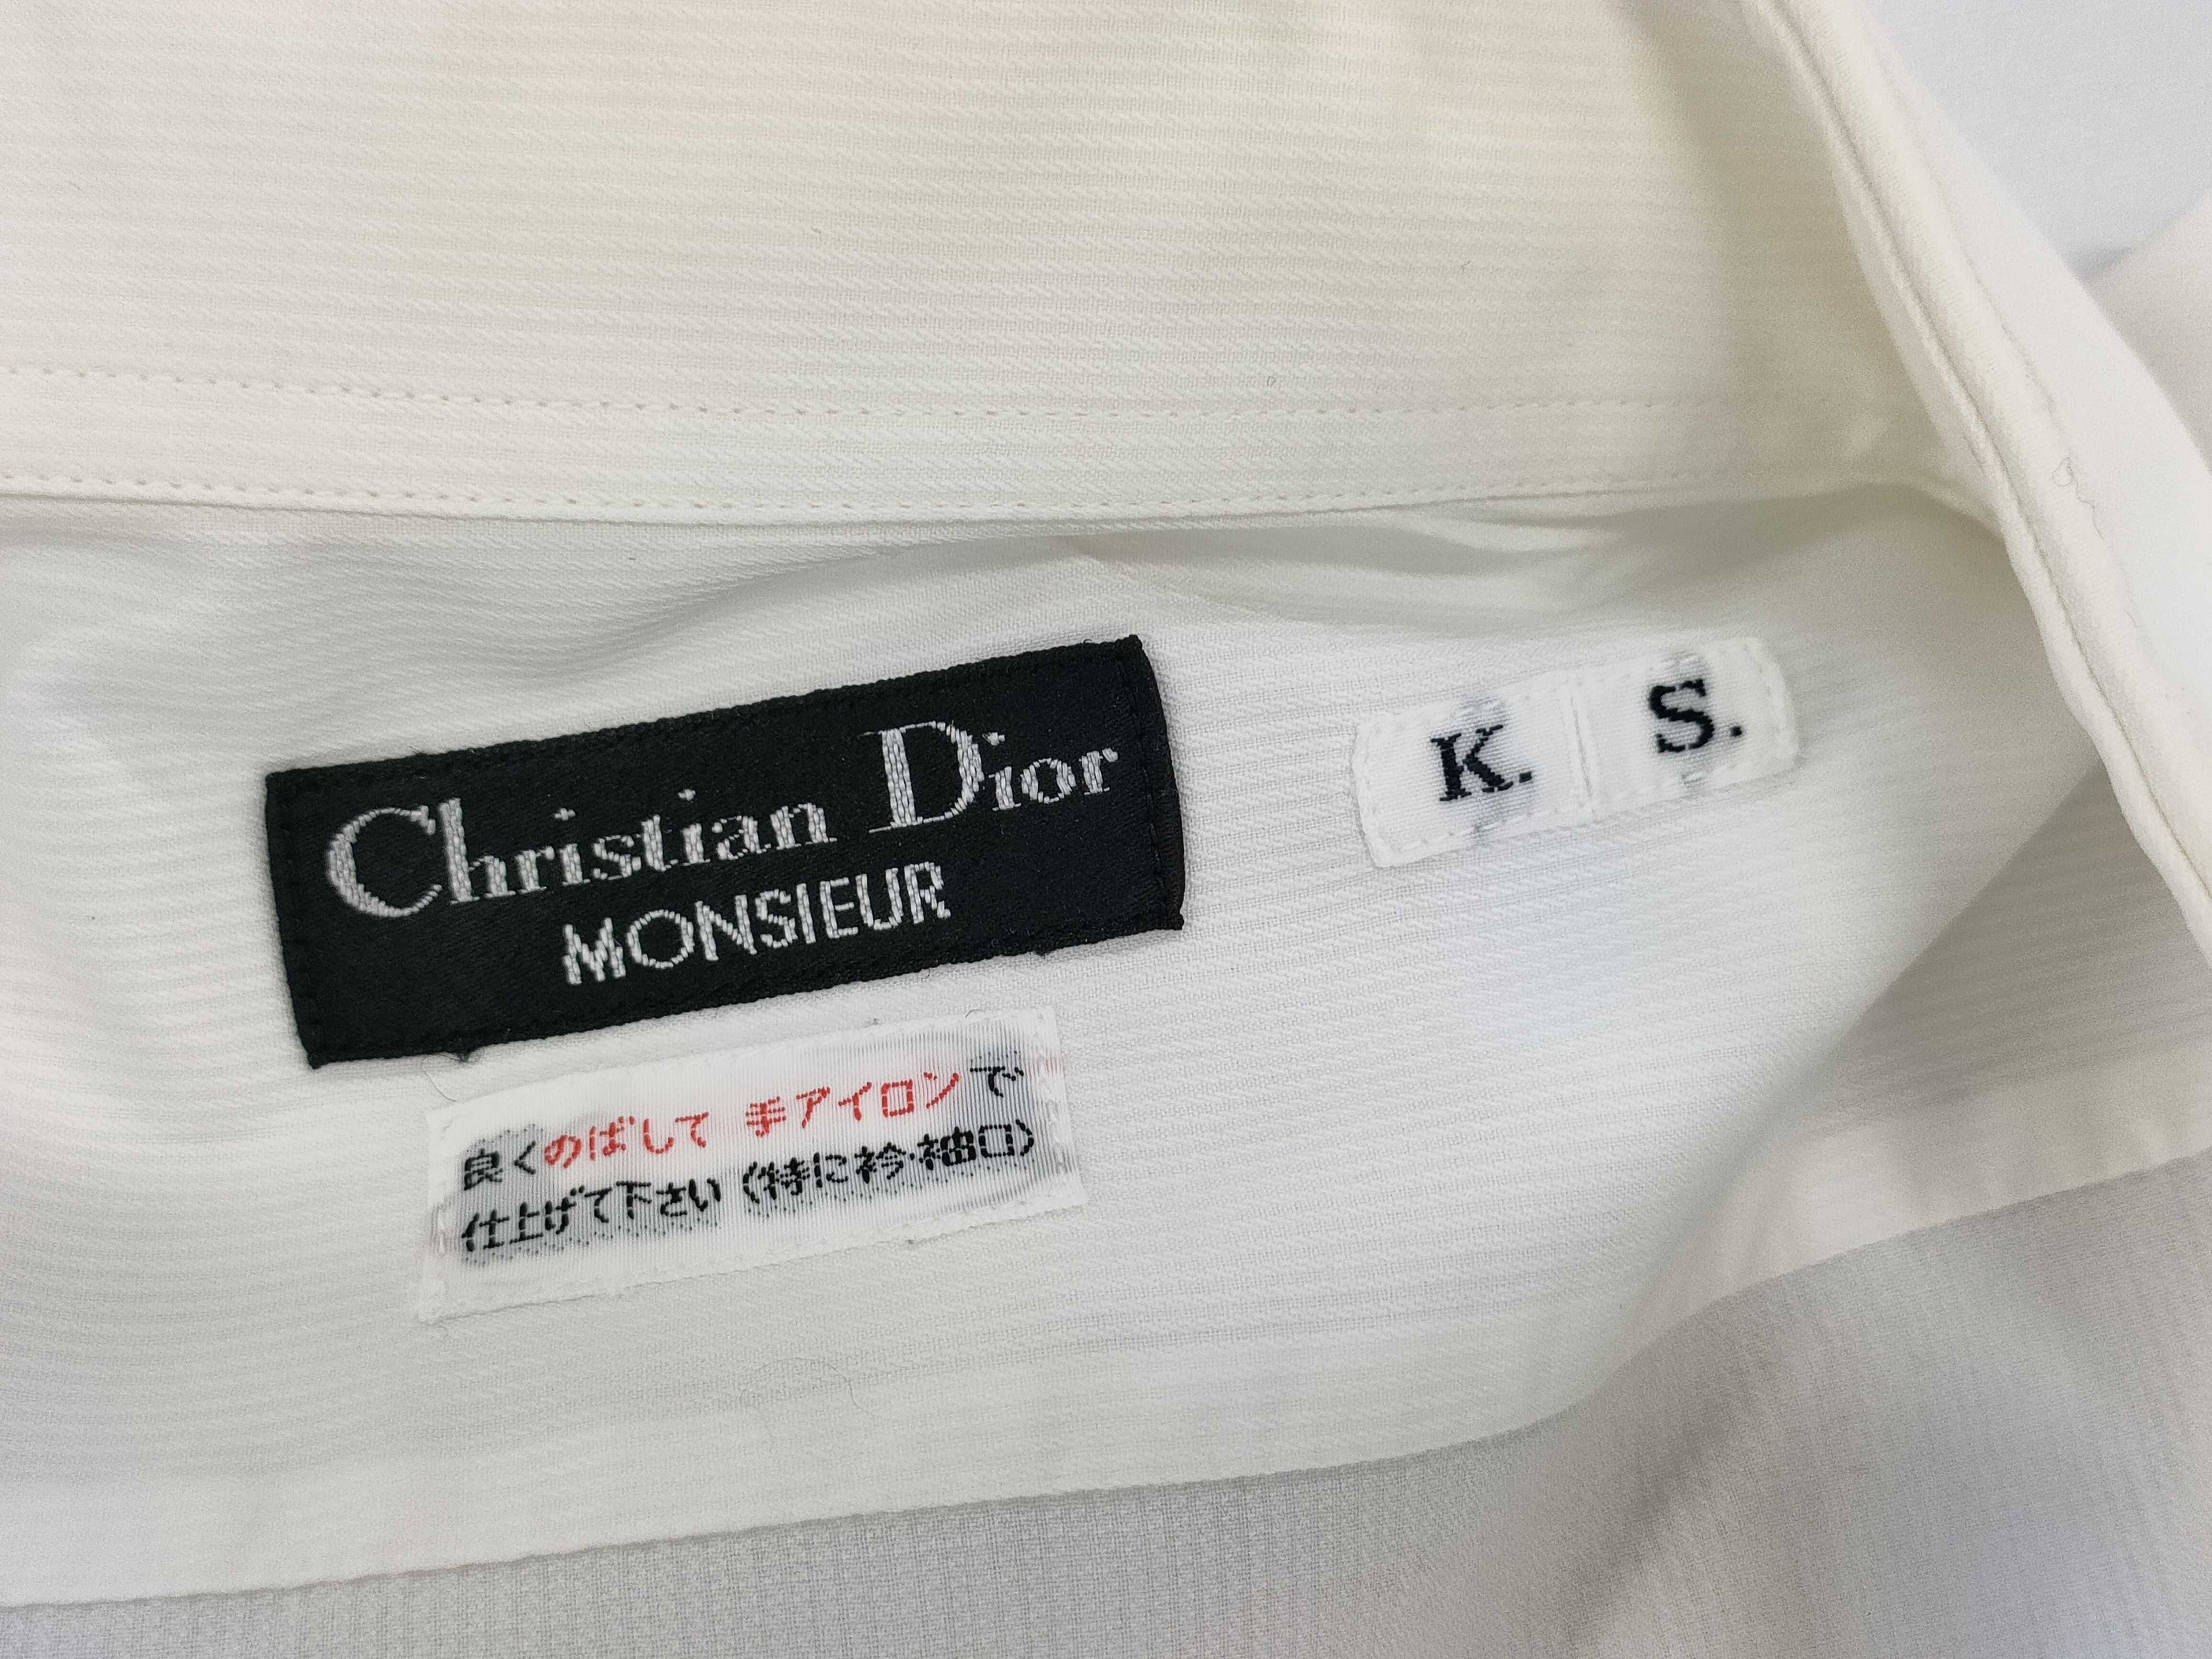 Christian Dior
MONSIEUR
K. S.
良くのばして 手アイロンで
仕上げて下さい (特に衿・袖口)